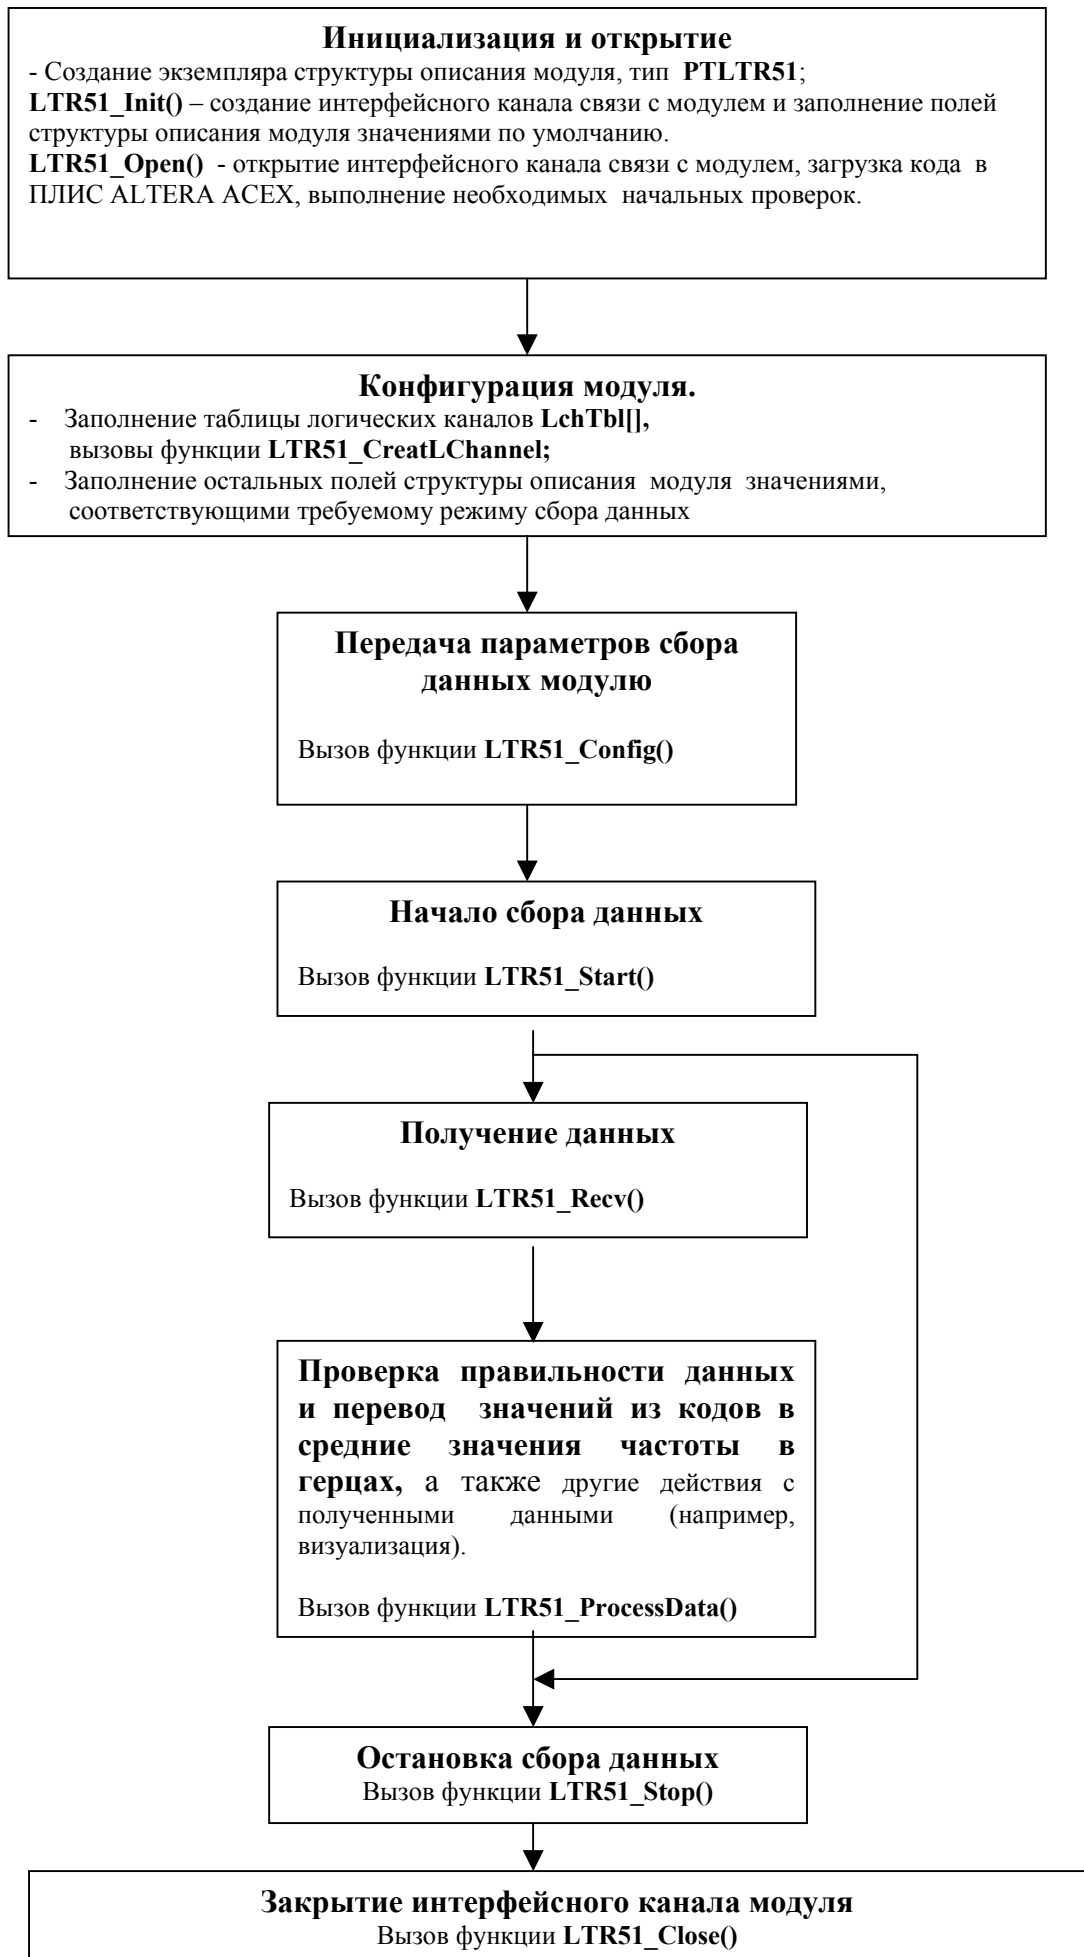 Инициализация и открытие
- Создание экземпляра структуры описания модуля, тип PTLTR51;
LTR51_Init() – создание интерфейсного канала связи с модулем и заполнение полей
структуры описания модуля значениями по умолчанию.
LTR51_Open() - открытие интерфейсного канала связи с модулем, загрузка кода в
ПЛИС ALTERA ACEX, выполнение необходимых начальных проверок.
Конфигурация модуля.
- Заполнение таблицы логических каналов LchTbl[],
вызовы функции LTR51_CreatLChannel;
- Заполнение остальных полей структуры описания модуля значениями,
соответствующими требуемому режиму сбора данных
Передача параметров сбора
данных модулю
Вызов функции LTR51_Config()
Начало сбора данных
Вызов функции LTR51_Start()
Получение данных
Вызов функции LTR51_Recv()
Проверка правильности данных
и перевод значений из кодов в
средние значения частоты в
герцах, а также другие действия с
полученными данными (например,
визуализация).
Вызов функции LTR51_ProcessData()
Остановка сбора данных
Вызов функции LTR51_Stop()
Закрытие интерфейсного канала модуля
Вызов функции LTR51_Close()